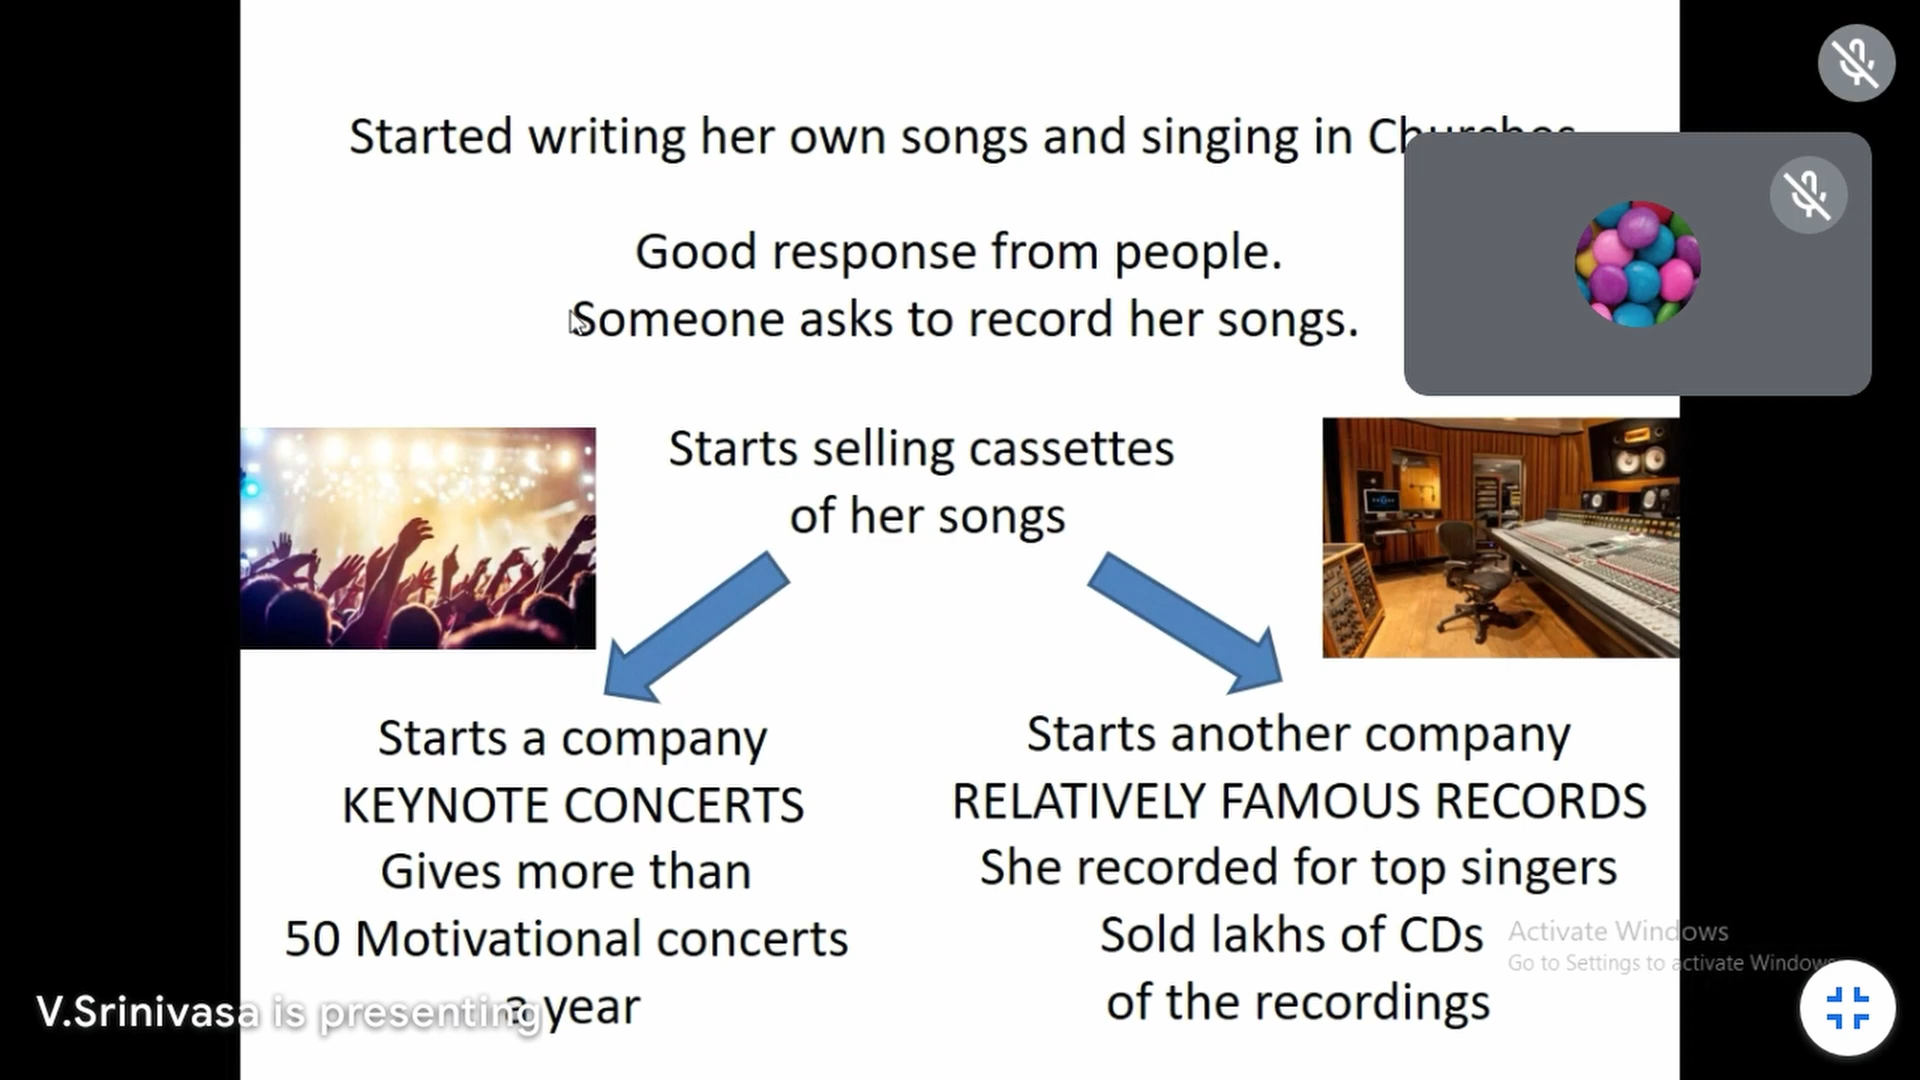 Started writing her own songs and singing in Churches
Good response from people.
Someone asks to record her songs.
Starts selling cassettes
of her songs
Starts a company
KEYNOTE CONCERTS
Gives more than
50 Motivational concerts
a year
Starts another company
RELATIVELY FAMOUS RECORDS
She recorded for top singers
Sold lakhs of CDs
of the recordings
Activate Windows
Go to Settings to activate Windows.
V.Srinivasa is presenting